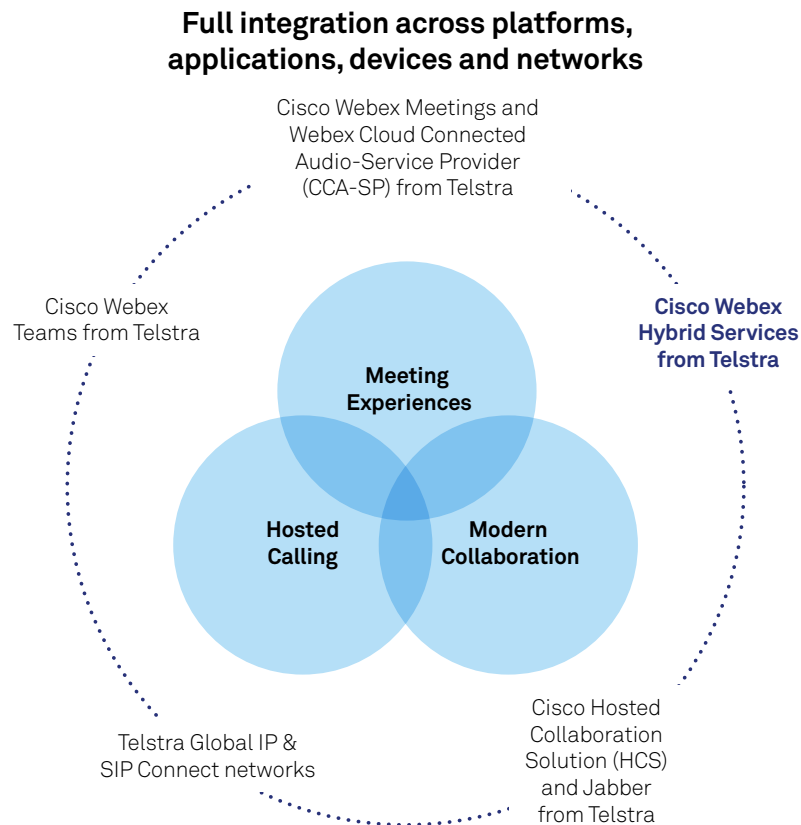 Full integration across platforms,
applications, devices and networks
Cisco Webex Meetings and
Webex Cloud Connected
Audio-Service Provider
(CCA-SP) from Telstra
Cisco Webex
Teams from Telstra
Cisco Webex
Hybrid Services
from Telstra
Meeting
Experiences
Hosted
Calling
Modern
Collaboration
Telstra Global IP &
SIP Connect networks
Cisco Hosted
Collaboration
Solution (HCS)
and Jabber
from Telstra